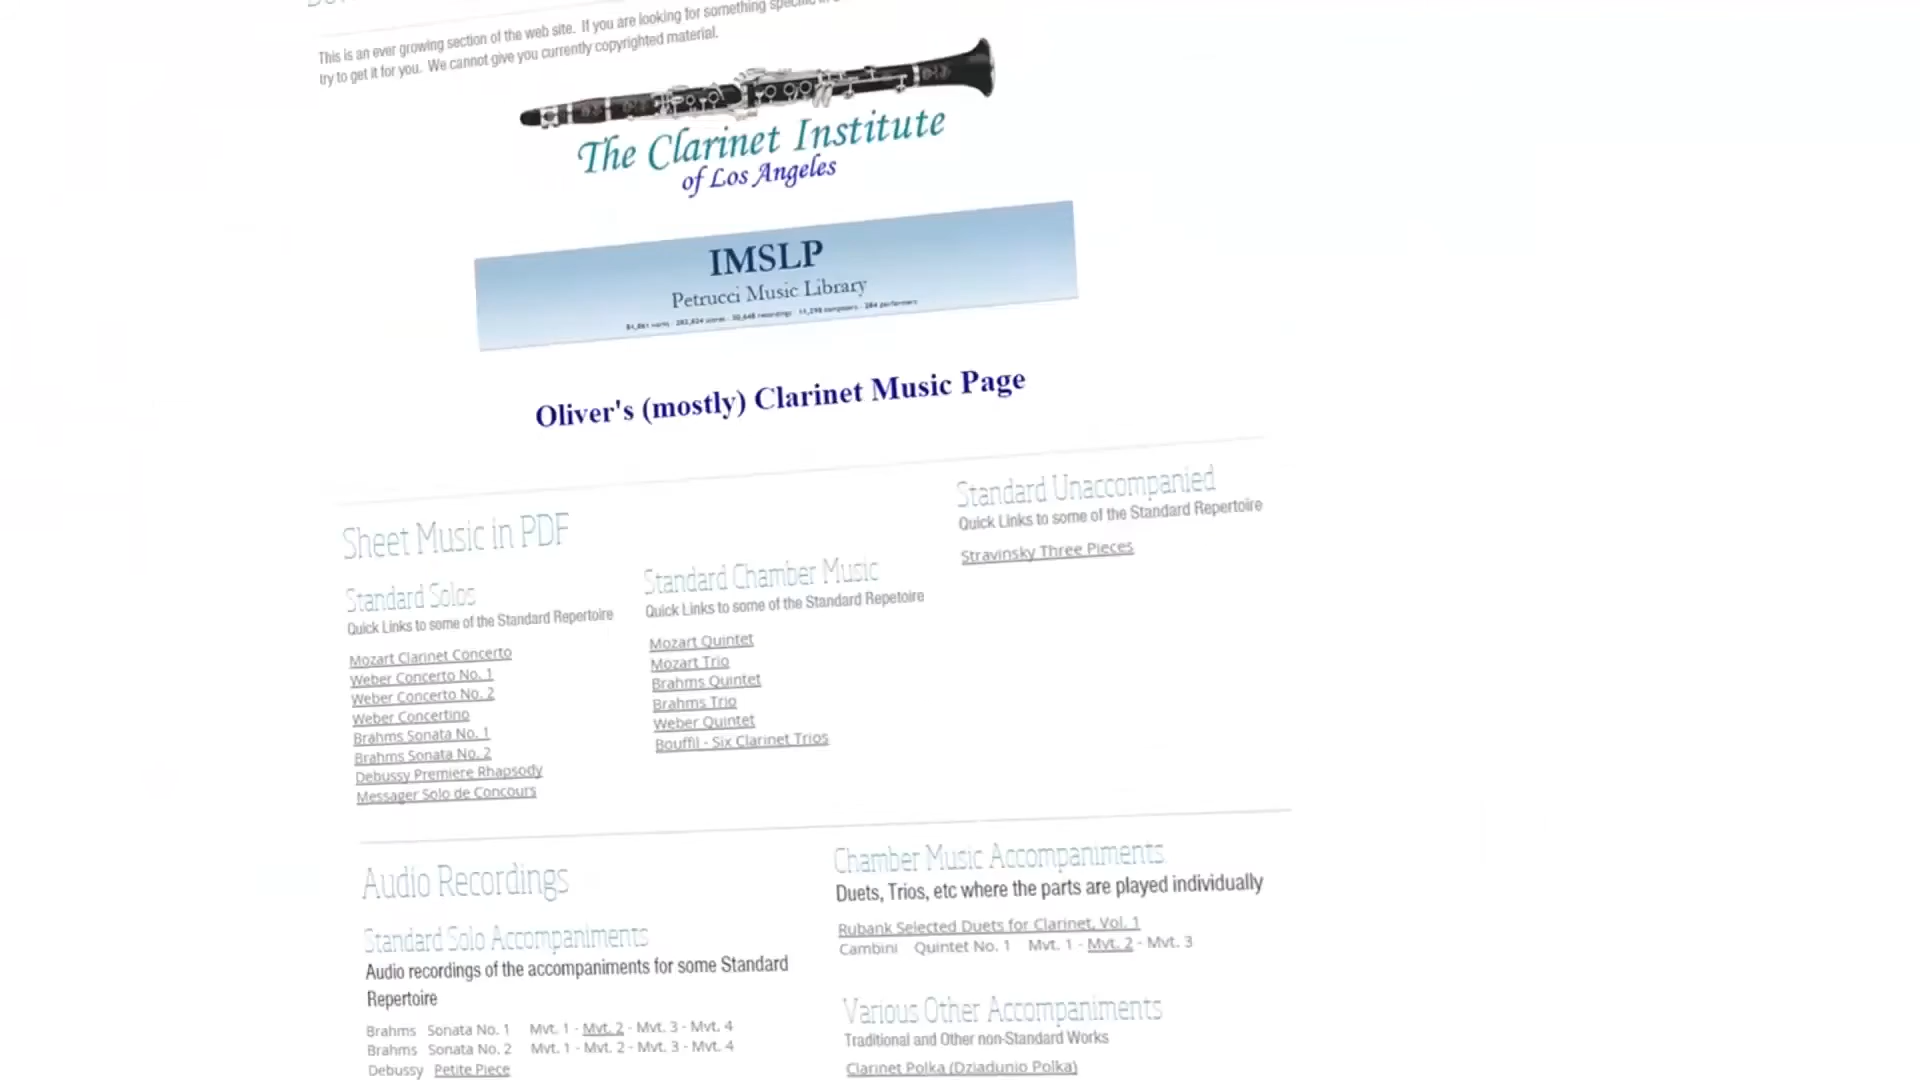 This is an ever growing section of the web site. If you are looking for something specific
try to get it for you. We cannot give you currently copyrighted material.
The Clarinet Institute
of Los Angeles
IMSLP
Petrucci Music Library
Oliver's (mostly) Clarinet Music Page
Sheet Music in PDF
Standard Solos
Quick Links to some of the Standard Repertoire
Mozart Clarinet Concerto
Weber Concerto No. 1
Weber Concerto No. 2
Weber Concertino
Brahms Sonata No. 1
Brahms Sonata No. 2
Debussy Premiere Rhapsody
Messager Solo de Concours
Standard Chamber Music
Quick Links to some of the Standard Repetoire
Mozart Quintet
Mozart Trio
Brahms Quintet
Brahms Trio
Weber Quintet
Bouffil - Six Clarinet Trios
Standard Unaccompanied
Quick Links to some of the Standard Repertoire
Stravinsky Three Pieces
Audio Recordings
Standard Solo Accompaniments
Audio recordings of the accompaniments for some Standard
Repertoire
Brahms Sonata No. 1 Mvt. 1 - Mvt. 2 - Mvt. 3 - Mvt. 4
Brahms Sonata No. 2 Mvt. 1 - Mvt. 2 - Mvt. 3 - Mvt. 4
Debussy Petite Piece
Chamber Music Accompaniments
Duets, Trios, etc where the parts are played individually
Rubank Selected Duets for Clarinet, Vol. 1
Cambini Quintet No. 1 Mvt. 1 - Mvt. 2 - Mvt. 3
Various Other Accompaniments
Traditional and Other non-Standard Works
Clarinet Polka (Dziadunio Polka)